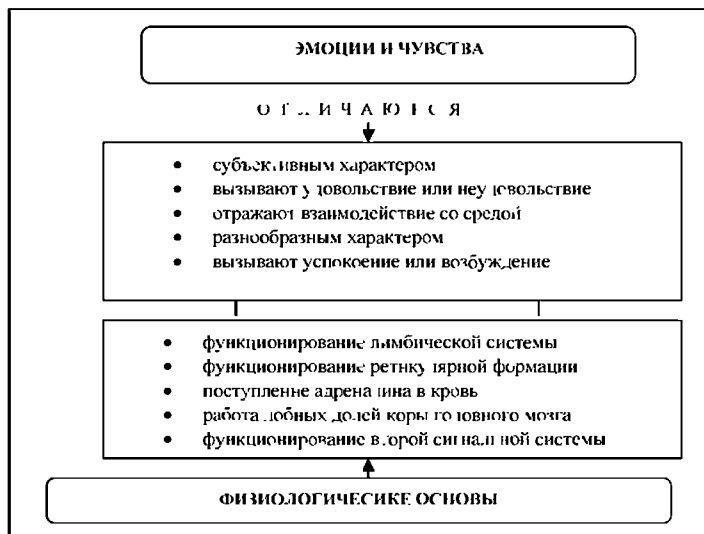 ЭМОЦИИ И ЧУВСТВА
О Т Л И Ч А Ю Т С Я
• субъективным характером
• вызывают удовольствие или неудовольствие
• отражают взаимодействие со средой
• разнообразным характером
• вызывают успокоение или возбуждение
• функционирование лимбической системы
• функционирование ретикулярной формации
• поступление адреналина в кровь
• работа лобных долей коры головного мозга
• функционирование второй сигнальной системы
ФИЗИОЛОГИЧЕСИКЕ ОСНОВЫ